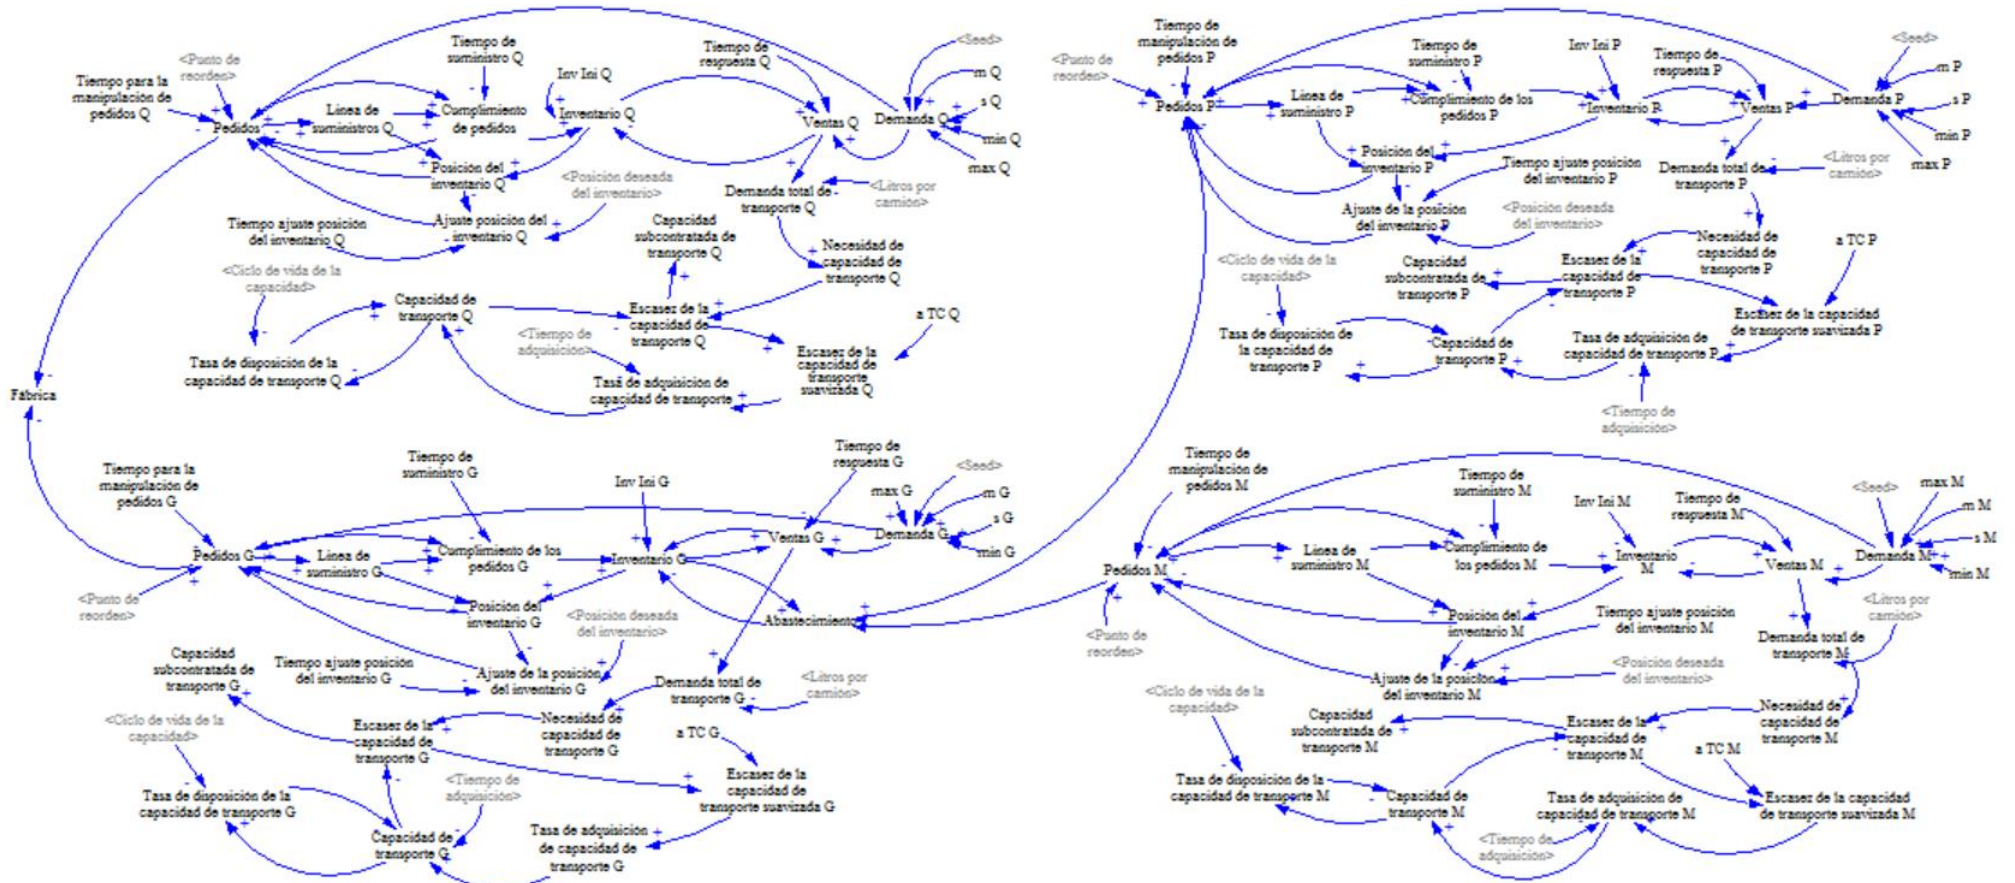 Tiempo para la
manipulación de
pedidos Q
<Punto de
reorden>
Pedidos
Linea de
suministros Q
Tiempo de
suministro Q
Cumplimiento
de pedidos
Inv Ini Q
Inventario Q
Tiempo de
respuesta Q
Ventas Q
Demanda Q
<Seed>
m Q
s Q
min Q
max Q
Posición del
inventario Q
<Posición deseada
del inventario>
Ajuste posición del
inventario Q
Tiempo ajuste posición
del inventario Q
Demanda total de
transporte Q
<Litros por
camión>
Capacidad
subcontratada de
transporte Q
Necesidad de
capacidad de
transporte Q
<Ciclo de vida de la
capacidad>
Capacidad de
transporte Q
Escasez de la
capacidad de
transporte Q
a TC Q
<Tiempo de
adquisición>
Tasa de disposición de la
capacidad de transporte Q
Tasa de adquisición de
capacidad de transporte
Escasez de la
capacidad de
transporte
suavizada Q
Fábrica
Tiempo de
manipulación de
pedidos P
<Punto de
reorden>
Pedidos P
Linea de
suministro P
Tiempo de
suministro P
Cumplimiento de los
pedidos P
Inv Ini P
Inventario P
Tiempo de
respuesta P
Ventas P
Demanda P
<Seed>
m P
s P
min P
max P
Posición del
inventario P
Tiempo ajuste posición
del inventario P
Ajuste de la posición
del inventario P
<Posición deseada
del inventario>
Demanda total de
transporte P
<Litros por
camión>
Necesidad de
capacidad de
transporte P
a TC P
<Ciclo de vida de la
capacidad>
Capacidad
subcontratada de
transporte P
Escasez de la
capacidad de
transporte P
Escasez de la capacidad
de transporte suavizada P
Tasa de disposición de
la capacidad de
transporte P
Capacidad de
transporte P
Tasa de adquisición de
capacidad de transporte P
<Tiempo de
adquisición>
Tiempo para la
manipulación de
pedidos G
Tiempo de
suministro G
Inv Ini G
Tiempo de
respuesta G
max G
<Seed>
m G
s G
min G
Pedidos G
Linea de
suministro G
Cumplimiento de los
pedidos G
Inventario G
Ventas G
Demanda G
<Punto de
reorden>
Posición del
inventario G
<Posición deseada
del inventario>
Abastecimiento
Capacidad
subcontratada de
transporte G
Tiempo ajuste posición
del inventario G
Ajuste de la posición
del inventario G
Demanda total de
transporte G
<Litros por
camión>
<Ciclo de vida de la
capacidad>
Escasez de la
capacidad de
transporte G
Necesidad de
capacidad de
transporte G
a TC G
<Tiempo de
adquisición>
Escasez de la
capacidad de
transporte suavizada G
Tasa de disposición de la
capacidad de transporte G
Capacidad de
transporte G
Tasa de adquisición
de capacidad de
transporte G
Tiempo de
manipulación de
pedidos M
Tiempo de
suministro M
Inv Ini M
Tiempo de
respuesta M
<Seed>
max M
m M
s M
min M
Pedidos M
Linea de
suministro M
Cumplimiento de
los pedidos M
Inventario
M
Ventas M
Demanda M
<Punto de
reorden>
Posición del
inventario M
Tiempo ajuste posición
del inventario M
<Litros por
camión>
Demanda total de
transporte M
Ajuste de la posición
del inventario M
<Posición deseada
del inventario>
<Ciclo de vida de la
capacidad>
Capacidad
subcontratada de
transporte M
Escasez de la
capacidad de
transporte M
Necesidad de
capacidad de
transporte M
a TC M
Tasa de disposición de la
capacidad de transporte M
Capacidad de
transporte M
Tasa de adquisición de
capacidad de transporte M
Escasez de la capacidad
de transporte suavizada M
<Tiempo de
adquisición>